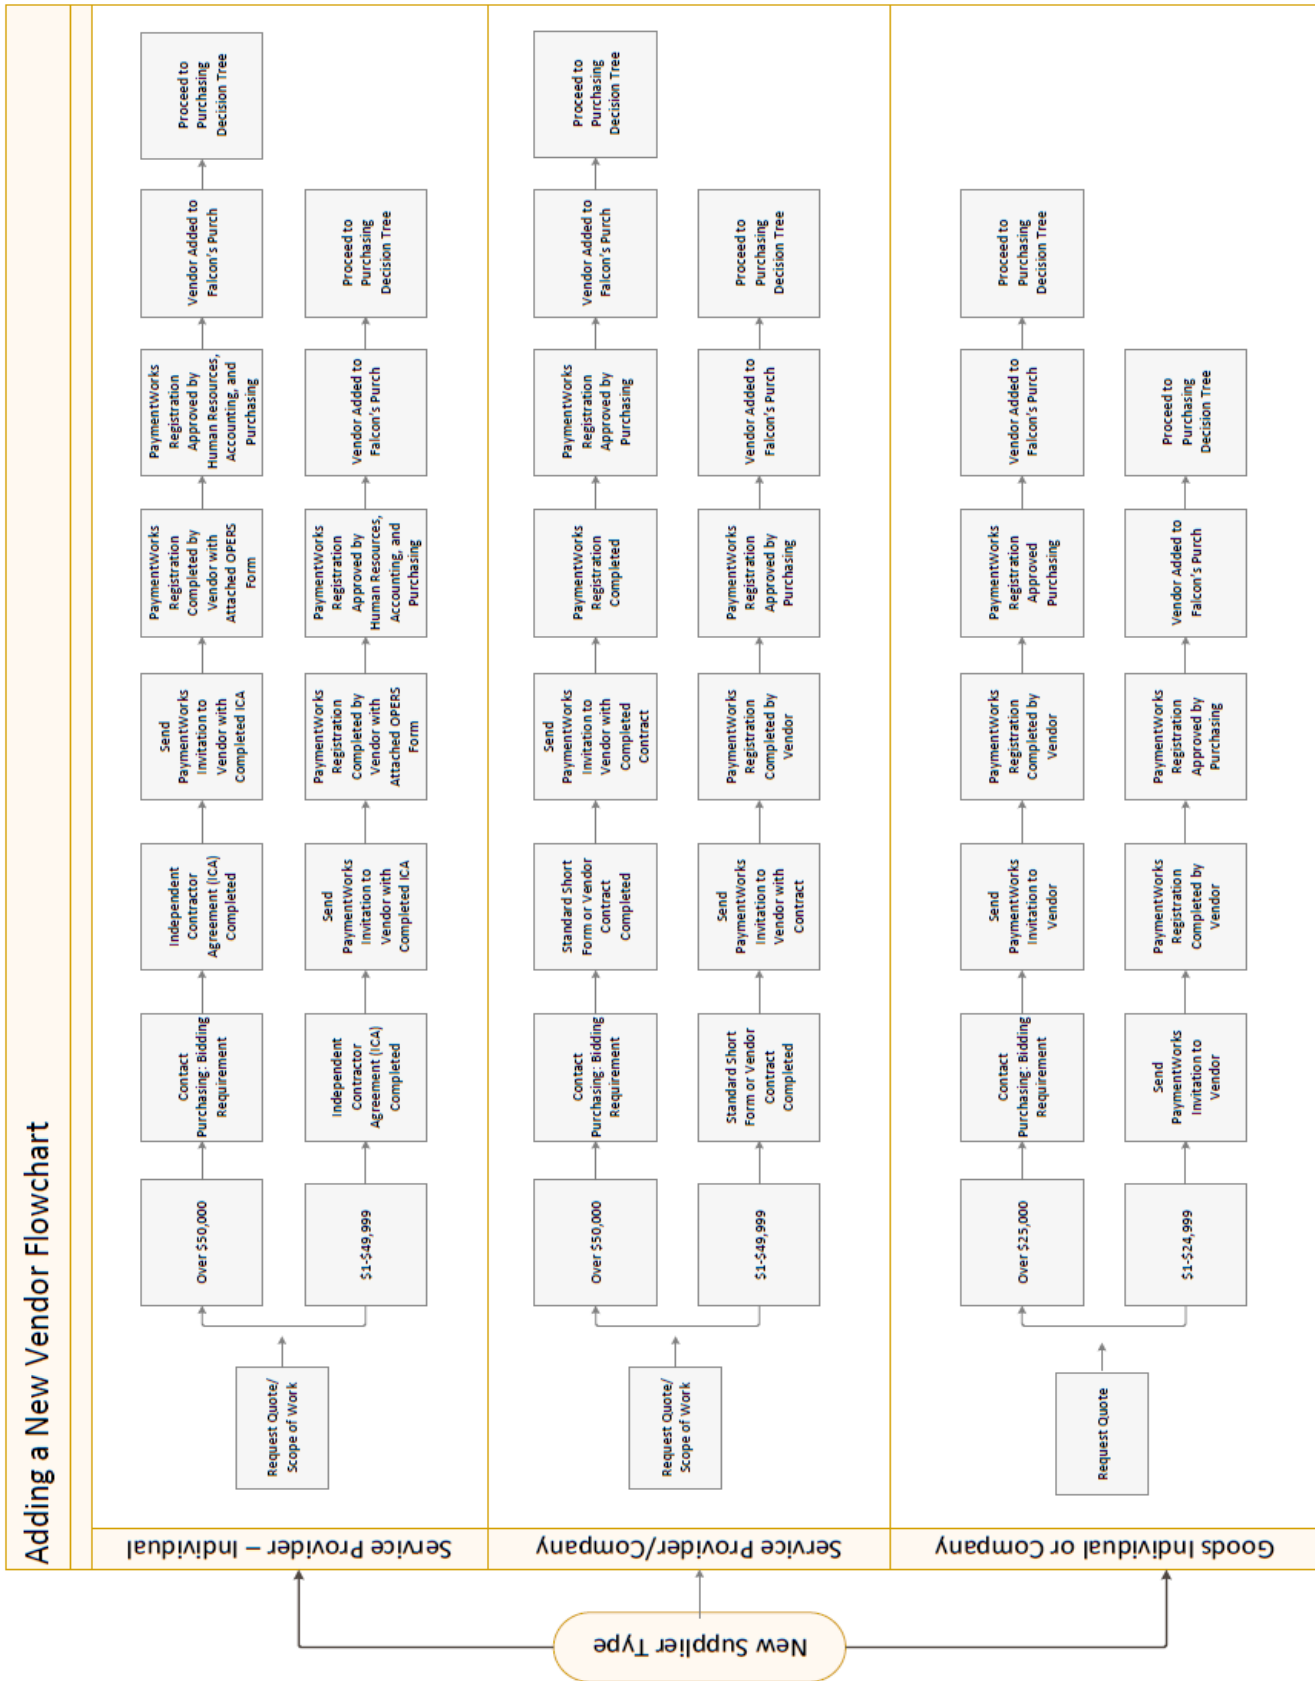 Adding a New Vendor Flowchart
New Supplier Type
Service Provider – Individual
Request Quote/
Scope of Work
Over $50,000
Contact
Purchasing: Bidding
Requirement
Independent
Contractor
Agreement (ICA)
Completed
Send
PaymentWorks
Invitation to
Vendor with
Completed ICA
PaymentWorks
Registration
Completed by
Vendor with
Attached OPERS
Form
PaymentWorks
Registration
Approved by
Human Resources,
Accounting, and
Purchasing
Vendor Added to
Falcon's Purch
Proceed to
Purchasing
Decision Tree
$1-$49,999
Independent
Contractor
Agreement (ICA)
Completed
Send
PaymentWorks
Invitation to
Vendor with
Completed ICA
PaymentWorks
Registration
Completed by
Vendor with
Attached OPERS
Form
PaymentWorks
Registration
Approved by
Human Resources,
Accounting, and
Purchasing
Vendor Added to
Falcon's Purch
Proceed to
Purchasing
Decision Tree
Service Provider/Company
Request Quote/
Scope of Work
Over $50,000
Contact
Purchasing: Bidding
Requirement
Standard Short
Form or Vendor
Contract
Completed
Send
PaymentWorks
Invitation to
Vendor with
Completed
Contract
PaymentWorks
Registration
Completed
PaymentWorks
Registration
Approved by
Purchasing
Vendor Added to
Falcon's Purch
Proceed to
Purchasing
Decision Tree
$1-$49,999
Standard Short
Form or Vendor
Contract
Completed
Send
PaymentWorks
Invitation to
Vendor with
Contract
PaymentWorks
Registration
Completed by
Vendor
PaymentWorks
Registration
Approved by
Purchasing
Vendor Added to
Falcon's Purch
Proceed to
Purchasing
Decision Tree
Goods Individual or Company
Request Quote
Over $25,000
Contact
Purchasing: Bidding
Requirement
Send
PaymentWorks
Invitation to
Vendor
PaymentWorks
Registration
Completed by
Vendor
PaymentWorks
Registration
Approved
Purchasing
Vendor Added to
Falcon's Purch
Proceed to
Purchasing
Decision Tree
$1-$24,999
Send
PaymentWorks
Invitation to
Vendor
PaymentWorks
Registration
Completed by
Vendor
PaymentWorks
Registration
Approved by
Purchasing
Vendor Added to
Falcon's Purch
Proceed to
Purchasing
Decision Tree